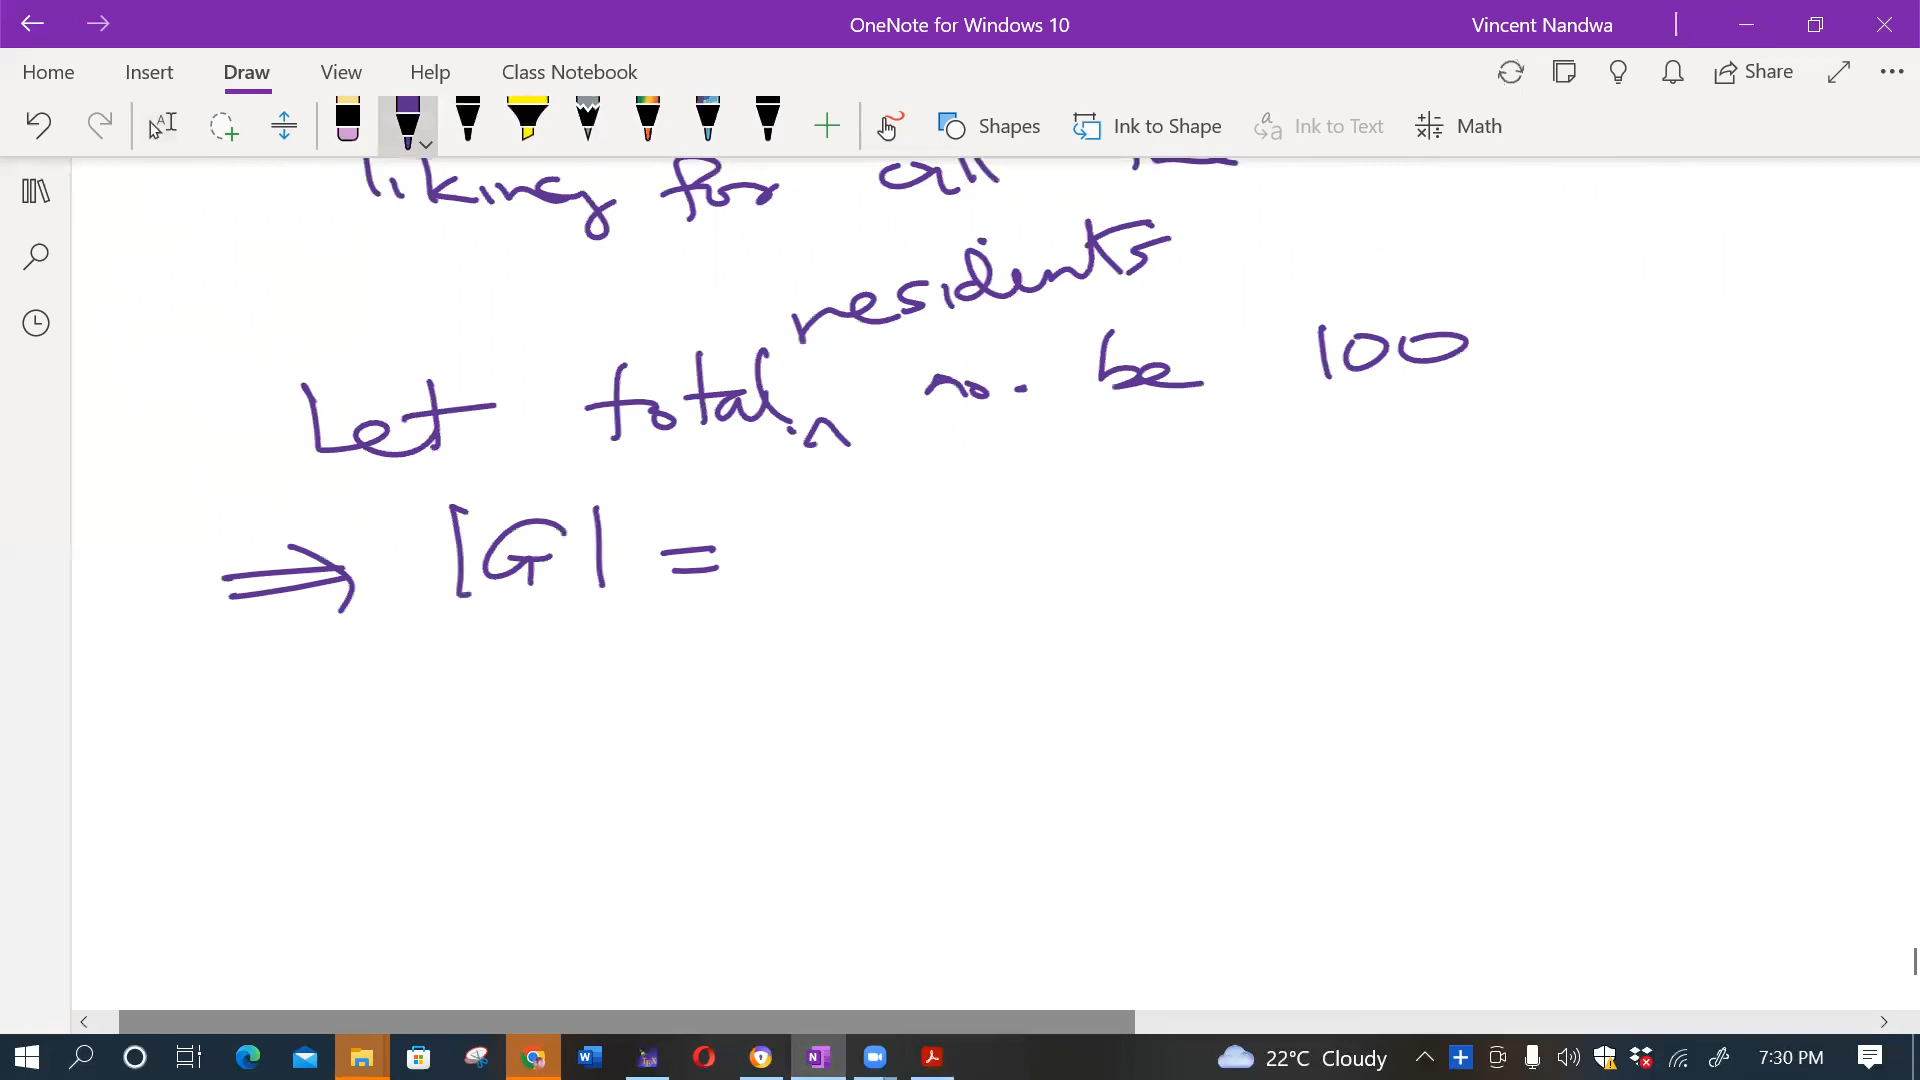 OneNote for Windows 10
Vincent Nandwa
Home Insert Draw View Help Class Notebook
Share
Shapes Ink to Shape Ink to Text Math
liking for all
residents
Let total no. be 100
⟹ |G| =
22°C Cloudy
7:30 PM